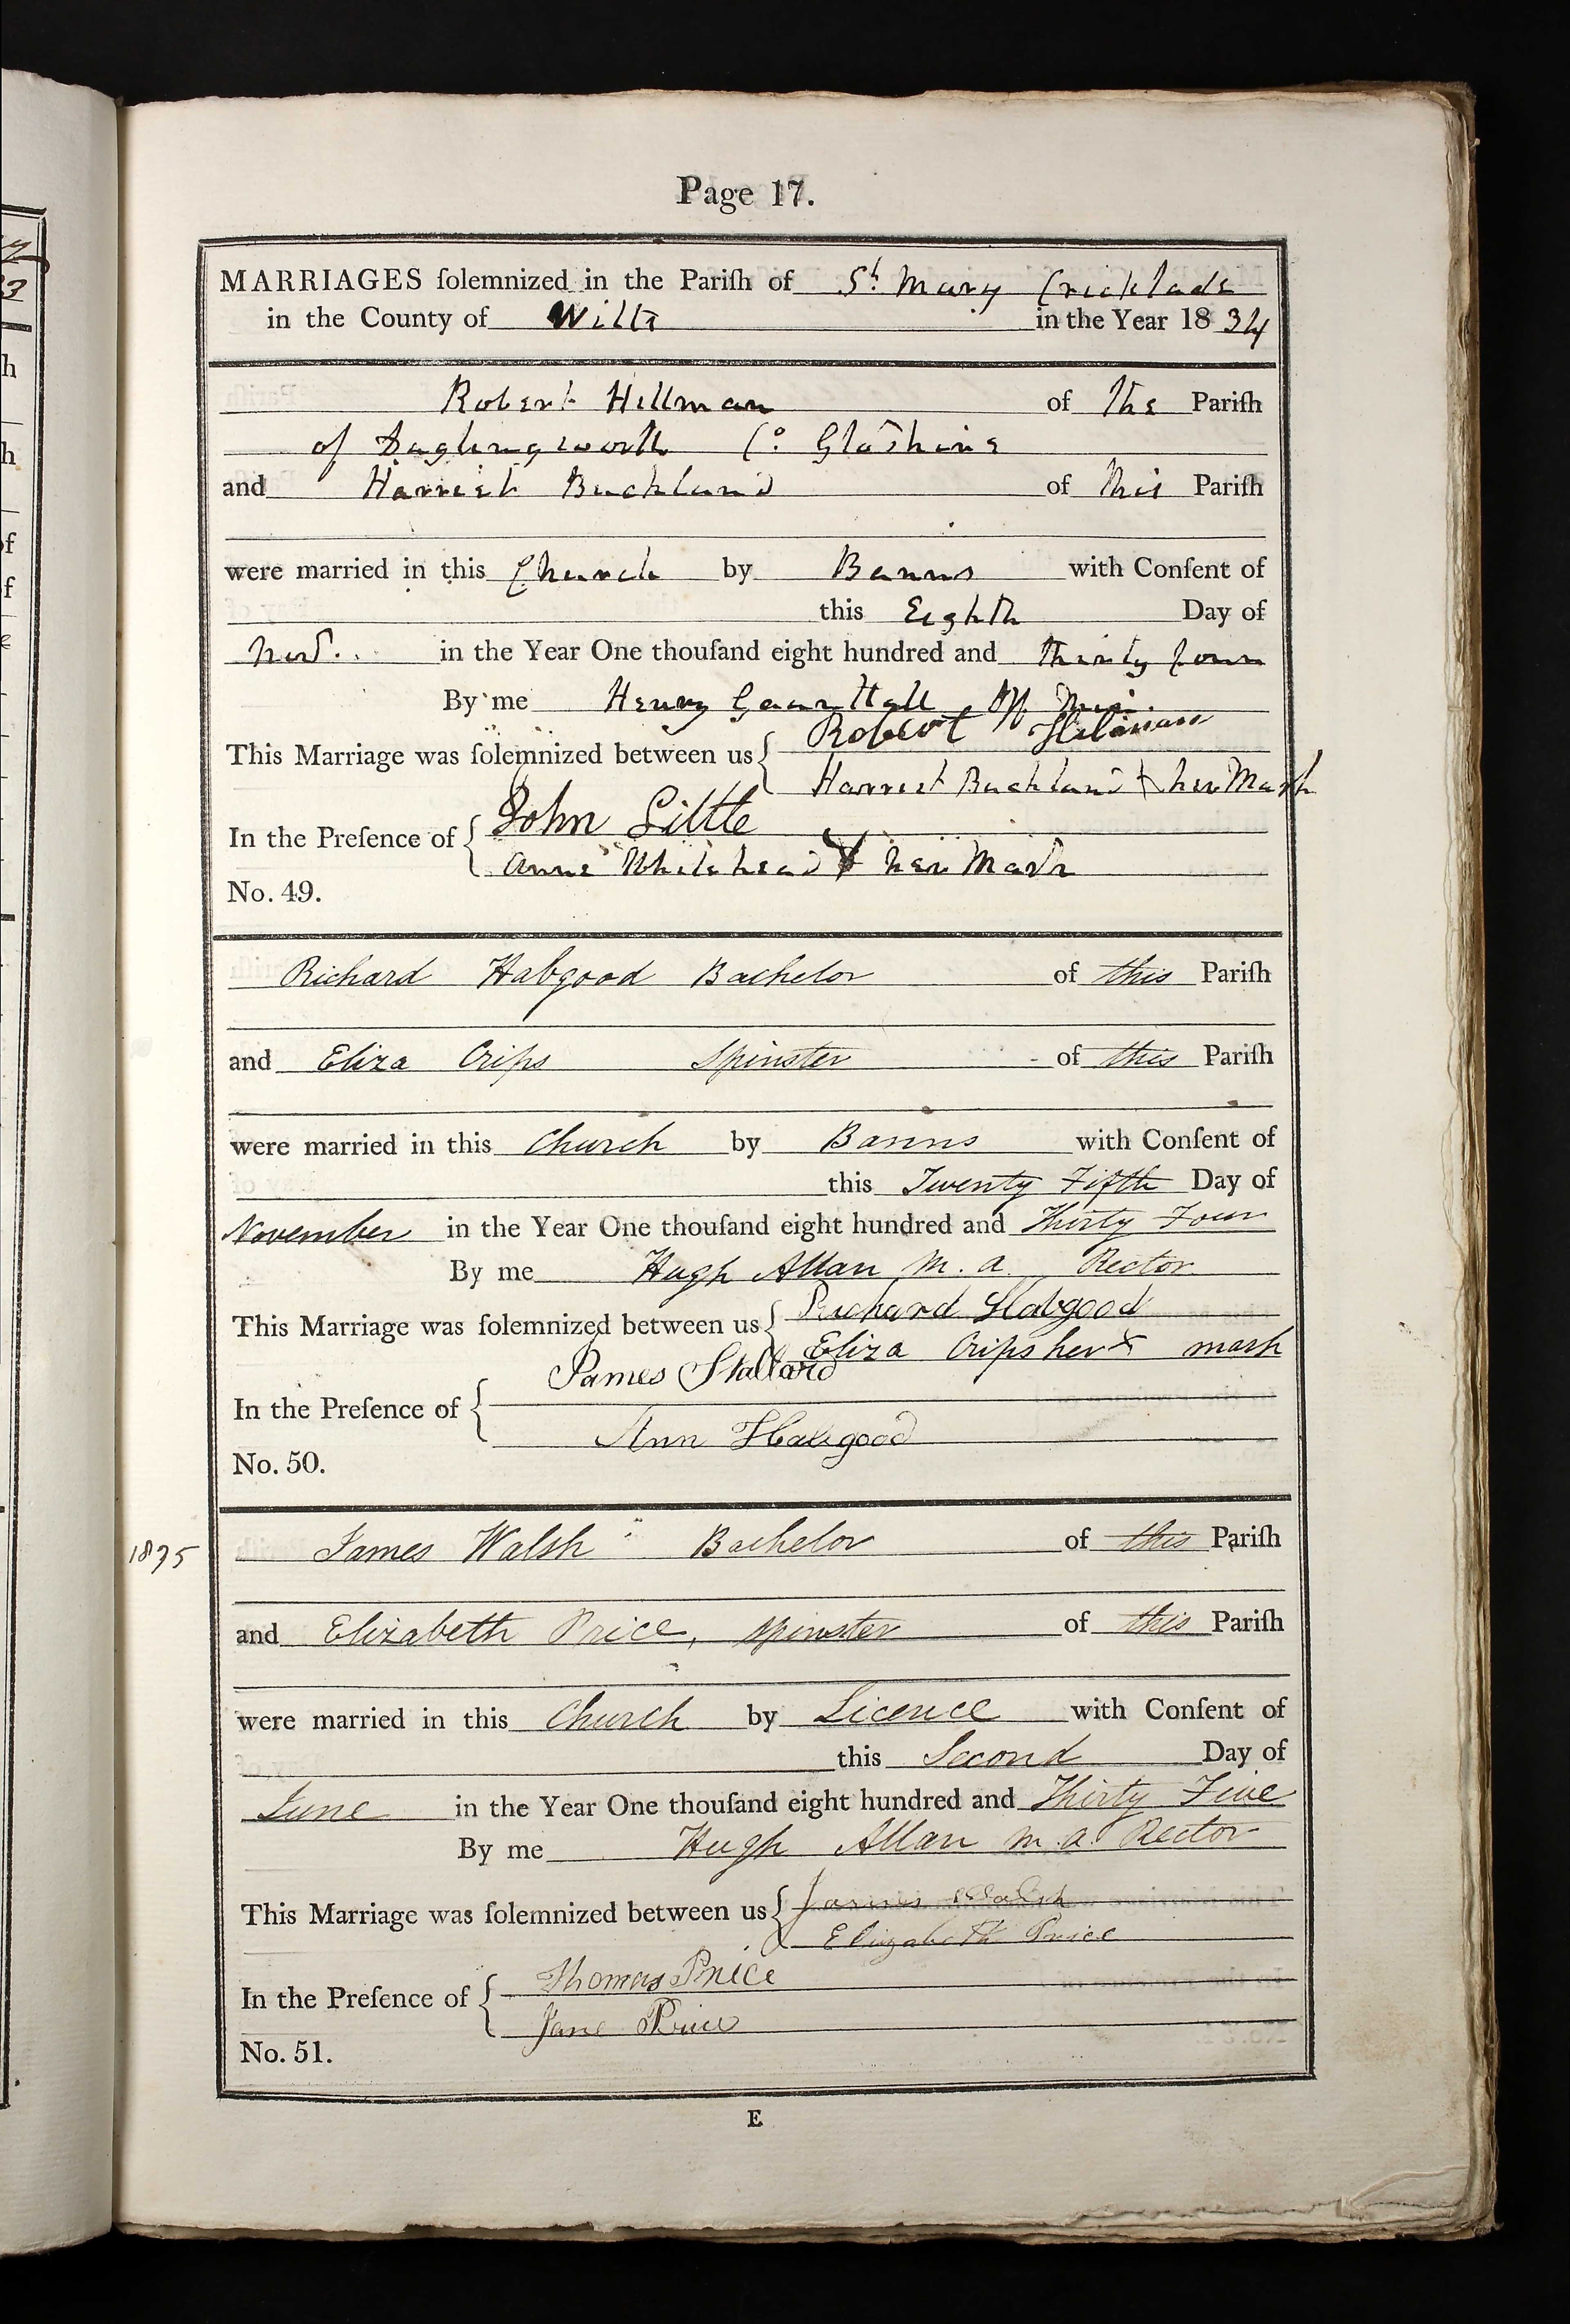 Page 17.
MARRIAGES ſolemnized in the Pariſh of St Mary Cricklade
in the County of Wilts in the Year 18 34
Robert Hillman of the Pariſh
of Daglingworth Co: Glo'shire
and Harriet Buckland of this Pariſh
were married in this Church by Banns with Conſent of
this Eighth Day of
Novr. in the Year One thouſand eight hundred and thirty four
By me Henry Hall Off Min.
This Marriage was ſolemnized between us { Robert Hilman
Harriet Buckland X her Mark
In the Preſence of { John Little
Anne Whitehead X her Mark
No. 49.
Richard Habgood Bachelor of this Pariſh
and Eliza Crips Spinster of this Pariſh
were married in this Church by Banns with Conſent of
this Twenty Fifth Day of
November in the Year One thouſand eight hundred and Thirty Four
By me Hugh Allan M. A. Rector
This Marriage was ſolemnized between us { Richard Habgood
Eliza Crips her X mark
In the Preſence of { James Stallard
Ann Habgood
No. 50.
1835
James Walsh Bachelor of this Pariſh
and Elizabeth Price, Spinster of this Pariſh
were married in this Church by Licence with Conſent of
this Second Day of
June in the Year One thouſand eight hundred and Thirty Five
By me Hugh Allan M. A. Rector
This Marriage was ſolemnized between us { James Walsh
Elizabeth Price
In the Preſence of { Thomas Price
Jane Price
No. 51.
E